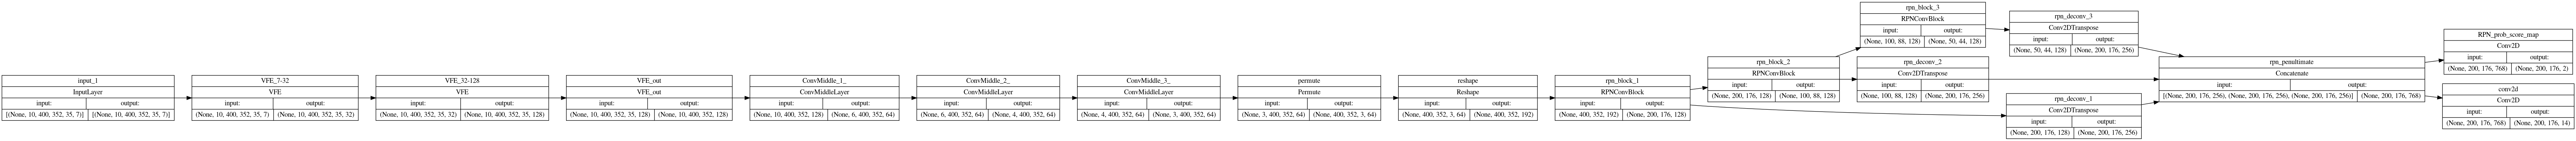 input_1
InputLayer
input: output:
[(None, 10, 400, 352, 35, 7)] [(None, 10, 400, 352, 35, 7)]
VFE_7-32
VFE
input: output:
(None, 10, 400, 352, 35, 7) (None, 10, 400, 352, 35, 32)
VFE_32-128
VFE
input: output:
(None, 10, 400, 352, 35, 32) (None, 10, 400, 352, 35, 128)
VFE_out
VFE_out
input: output:
(None, 10, 400, 352, 35, 128) (None, 10, 400, 352, 128)
ConvMiddle_1_
ConvMiddleLayer
input: output:
(None, 10, 400, 352, 128) (None, 6, 400, 352, 64)
ConvMiddle_2_
ConvMiddleLayer
input: output:
(None, 6, 400, 352, 64) (None, 4, 400, 352, 64)
ConvMiddle_3_
ConvMiddleLayer
input: output:
(None, 4, 400, 352, 64) (None, 3, 400, 352, 64)
permute
Permute
input: output:
(None, 3, 400, 352, 64) (None, 400, 352, 3, 64)
reshape
Reshape
input: output:
(None, 400, 352, 3, 64) (None, 400, 352, 192)
rpn_block_1
RPNConvBlock
input: output:
(None, 400, 352, 192) (None, 200, 176, 128)
rpn_block_2
RPNConvBlock
input: output:
(None, 200, 176, 128) (None, 100, 88, 128)
rpn_block_3
RPNConvBlock
input: output:
(None, 100, 88, 128) (None, 50, 44, 128)
rpn_deconv_3
Conv2DTranspose
input: output:
(None, 50, 44, 128) (None, 200, 176, 256)
rpn_deconv_2
Conv2DTranspose
input: output:
(None, 100, 88, 128) (None, 200, 176, 256)
rpn_deconv_1
Conv2DTranspose
input: output:
(None, 200, 176, 128) (None, 200, 176, 256)
rpn_penultimate
Concatenate
input: output:
[(None, 200, 176, 256), (None, 200, 176, 256), (None, 200, 176, 256)] (None, 200, 176, 768)
RPN_prob_score_map
Conv2D
input: output:
(None, 200, 176, 768) (None, 200, 176, 2)
conv2d
Conv2D
input: output:
(None, 200, 176, 768) (None, 200, 176, 14)